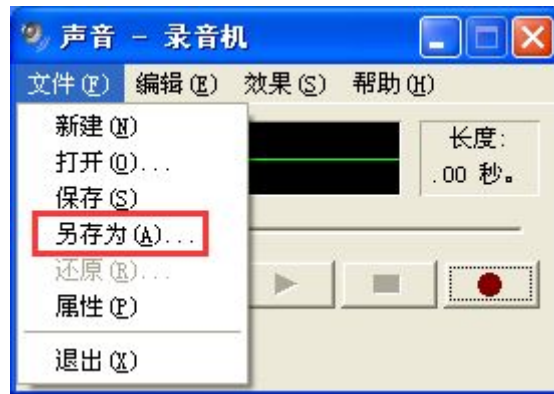 声音 - 录音机
文件(F) 编辑(E) 效果(S) 帮助(H)
新建(N)
打开(O)...
保存(S)
另存为(A)...
还原(R)...
属性(P)
退出(X)
长度:
.00 秒。